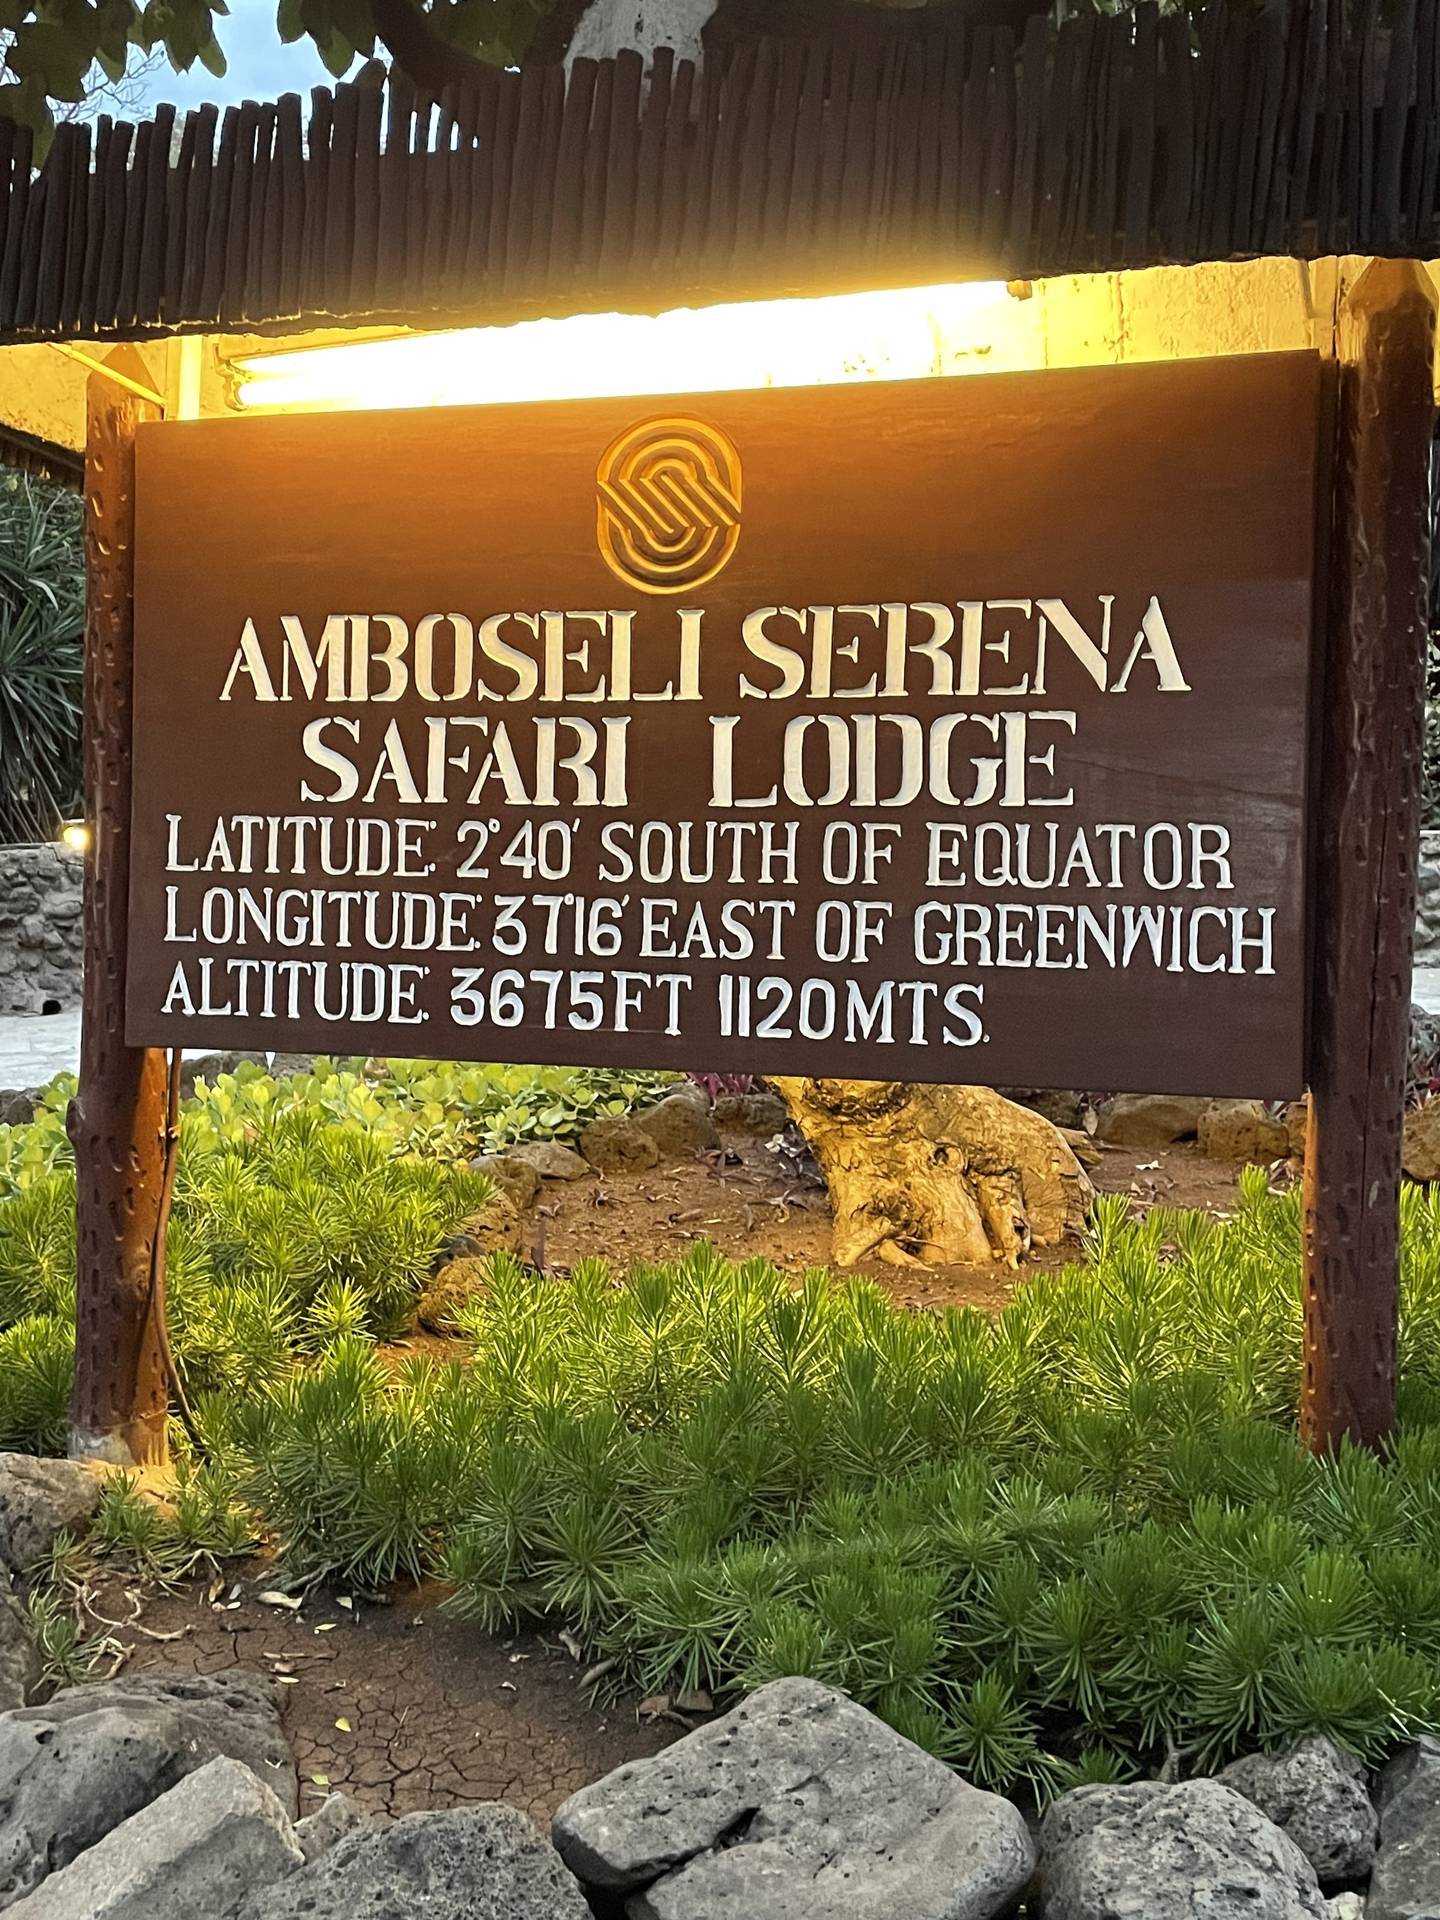 AMBOSELI SERENA
SAFARI LODGE
LATITUDE: 2°40' SOUTH OF EQUATOR
LONGITUDE: 37°16' EAST OF GREENWICH
ALTITUDE: 3675FT 1120MTS.